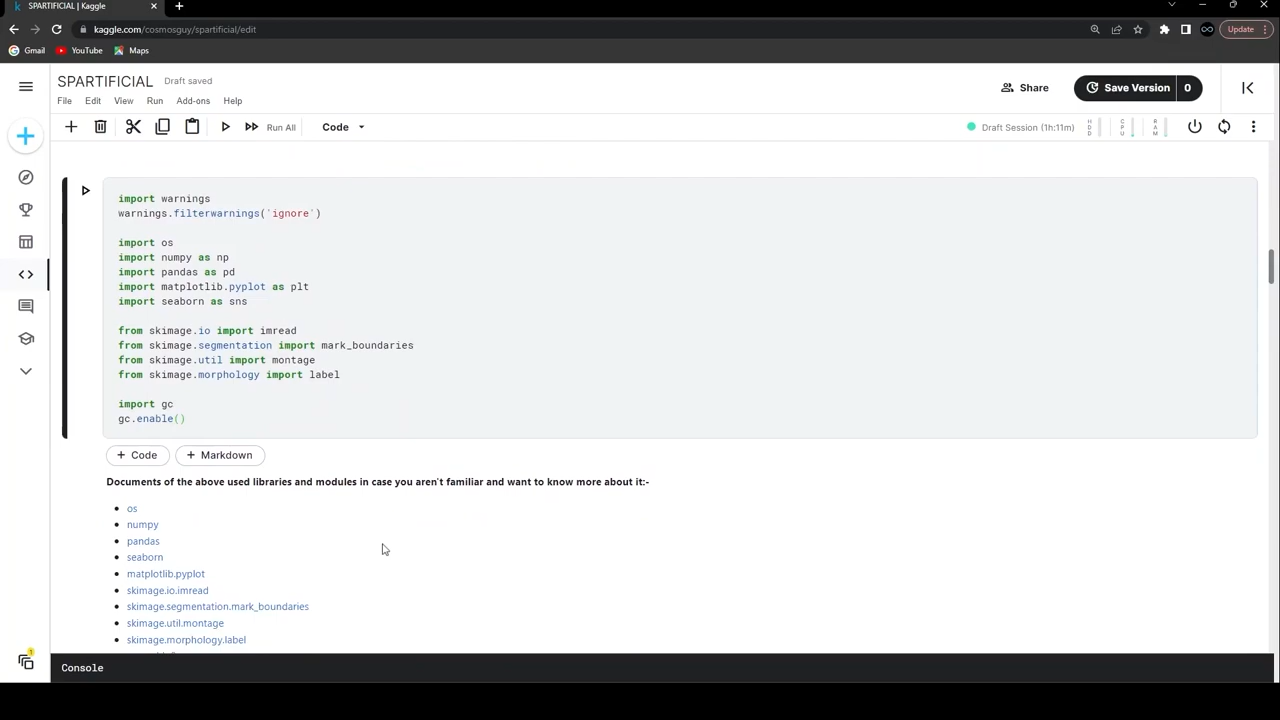 SPARTIFICIAL | Kaggle
kaggle.com/cosmosguy/spartificial/edit
Update
Gmail YouTube Maps
SPARTIFICIAL Draft saved
Share Save Version 0
File Edit View Run Add-ons Help
Run All Code Draft Session (1h:11m) HDD CPU RAM
import warnings
warnings.filterwarnings('ignore')
import os
import numpy as np
import pandas as pd
import matplotlib.pyplot as plt
import seaborn as sns
from skimage.io import imread
from skimage.segmentation import mark_boundaries
from skimage.util import montage
from skimage.morphology import label
import gc
gc.enable()
+ Code + Markdown
Documents of the above used libraries and modules in case you aren't familiar and want to know more about it:-
os
numpy
pandas
seaborn
matplotlib.pyplot
skimage.io.imread
skimage.segmentation.mark_boundaries
skimage.util.montage
skimage.morphology.label
1
Console